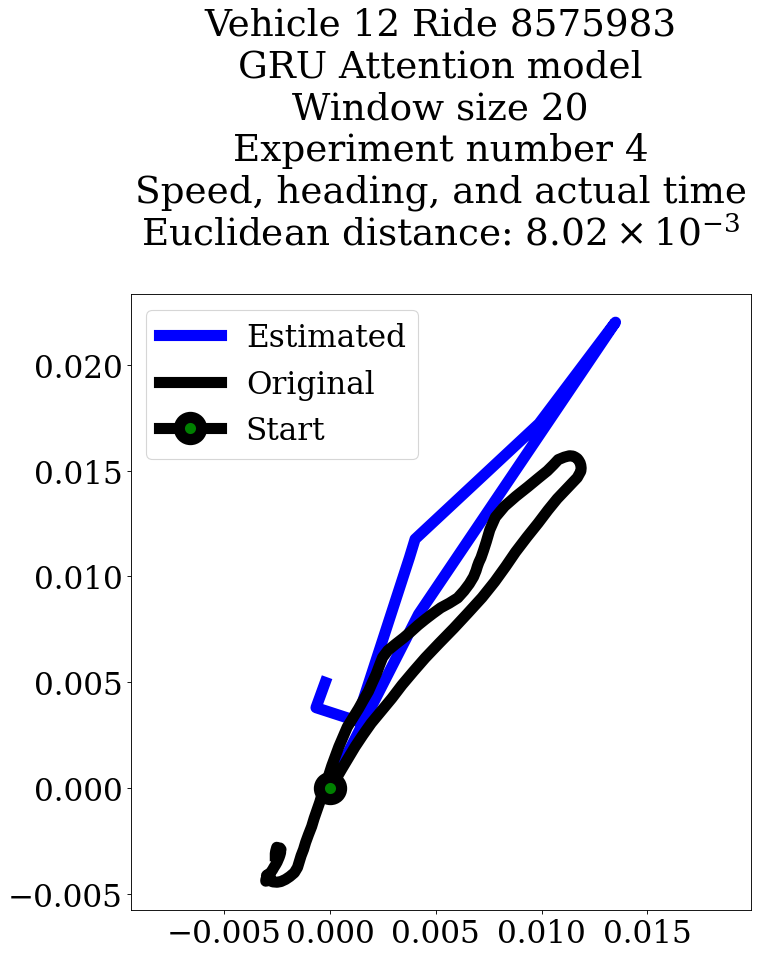 Vehicle 12 Ride 8575983
GRU Attention model
Window size 20
Experiment number 4
Speed, heading, and actual time
Euclidean distance: 8.02 × 10⁻³
Estimated
Original
Start
0.020
0.015
0.010
0.005
0.000
−0.005
−0.005 0.000 0.005 0.010 0.015